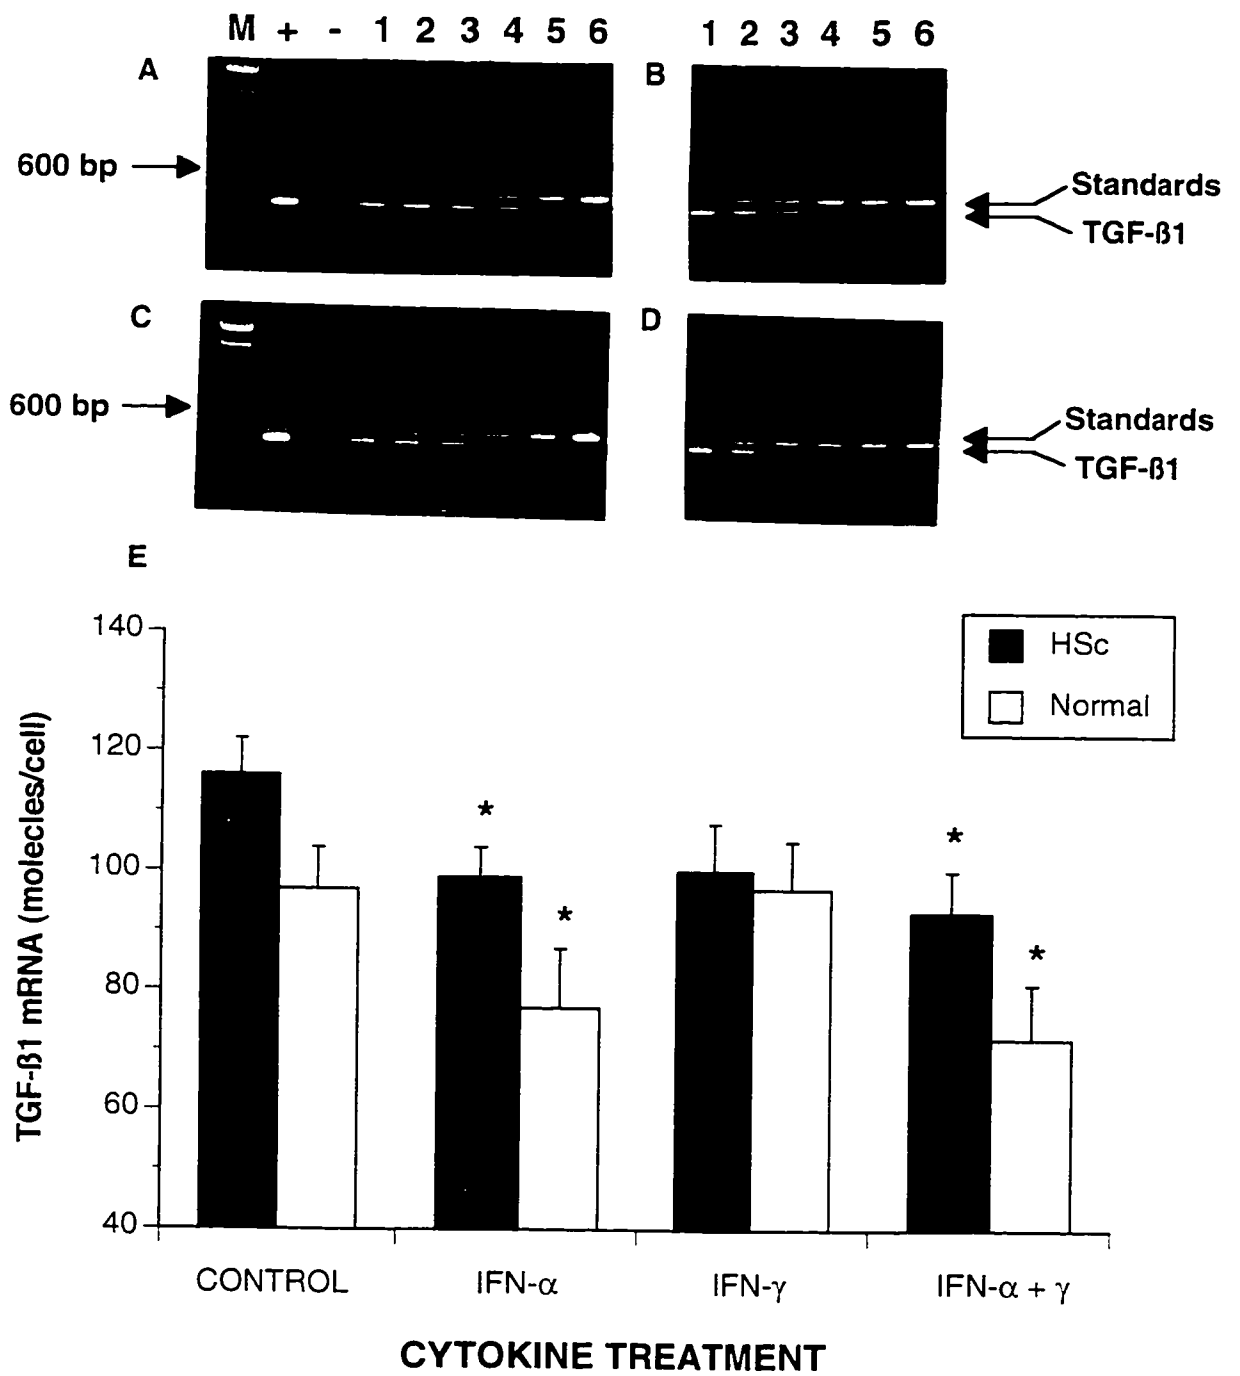 M + - 1 2 3 4 5 6
1 2 3 4 5 6
A
B
600 bp
Standards
TGF-ß1
C
D
600 bp
Standards
TGF-ß1
E
140
120
100
80
60
40
TGF-ß1 mRNA (molecles/cell)
HSc
Normal
*
*
*
*
CONTROL
IFN-α
IFN-γ
IFN-α + γ
CYTOKINE TREATMENT